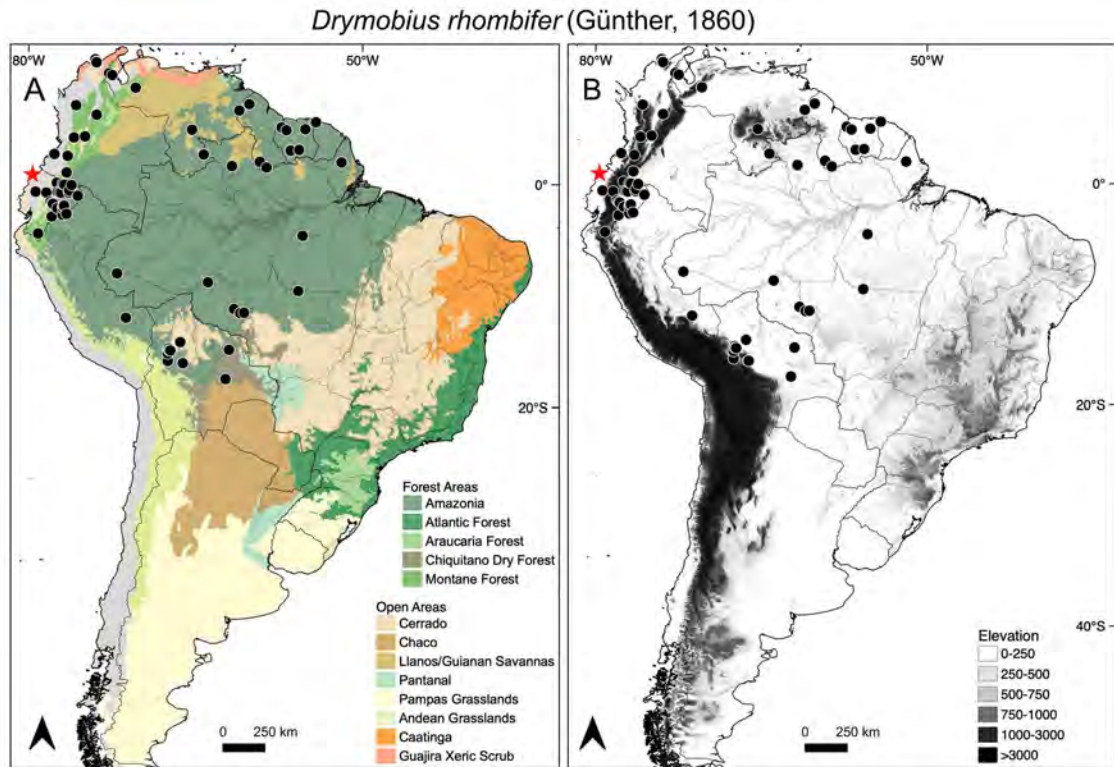 Drymobius rhombifer (Günther, 1860)
80°W
50°W
A
0°
20°S
Forest Areas
Amazonia
Atlantic Forest
Araucaria Forest
Chiquitano Dry Forest
Montane Forest
Open Areas
Cerrado
Chaco
Llanos/Guianan Savannas
Pantanal
Pampas Grasslands
Andean Grasslands
Caatinga
Guajira Xeric Scrub
0 250 km
80°W
50°W
B
0°
20°S
40°S
Elevation
0-250
250-500
500-750
750-1000
1000-3000
>3000
0 250 km